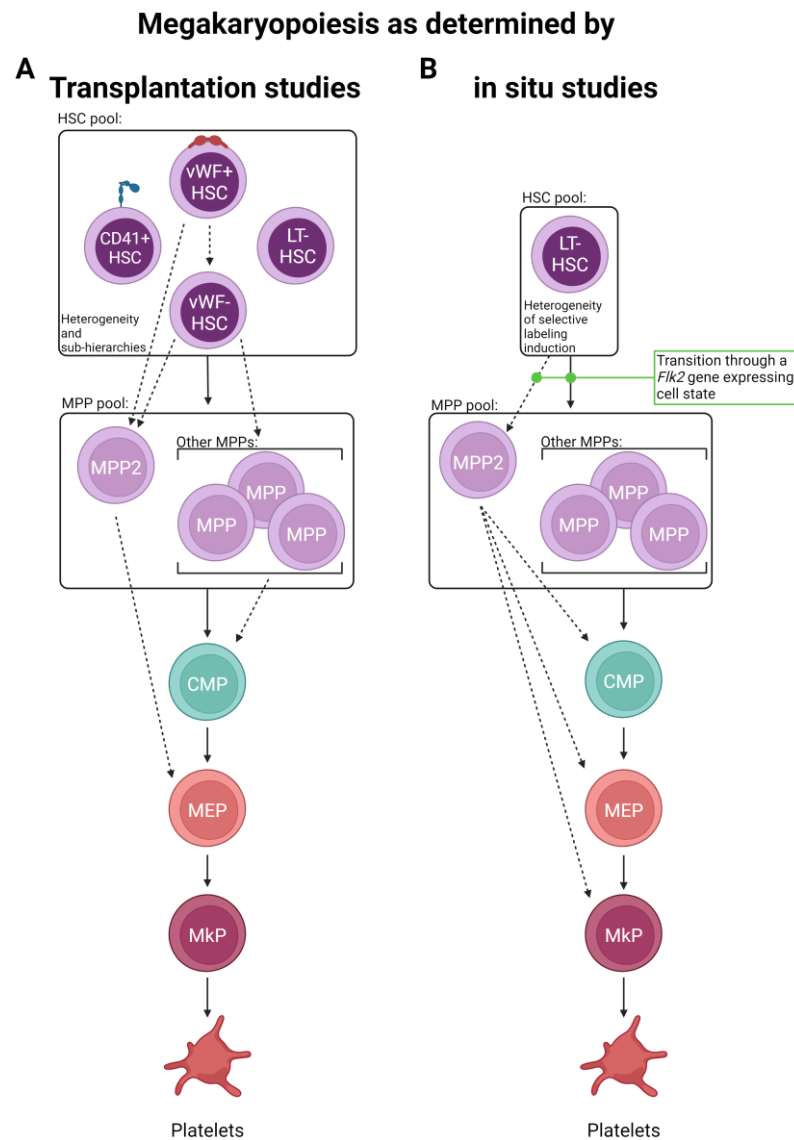 Megakaryopoiesis as determined by
A
Transplantation studies
HSC pool:
vWF+
HSC
CD41+
HSC
LT-
HSC
vWF-
HSC
Heterogeneity
and
sub-hierarchies
MPP pool:
MPP2
Other MPPs:
MPP
MPP
MPP
CMP
MEP
MkP
Platelets
B
in situ studies
HSC pool:
LT-
HSC
Heterogeneity
of selective
labeling
induction
Transition through a
Flk2 gene expressing
cell state
MPP pool:
MPP2
Other MPPs:
MPP
MPP
MPP
CMP
MEP
MkP
Platelets